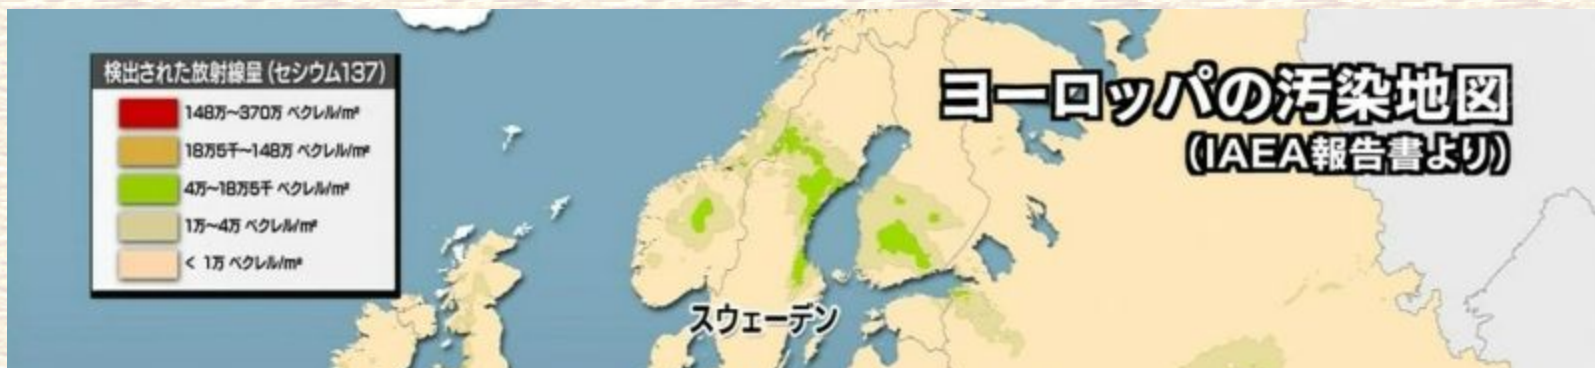 検出された放射線量(セシウム137)
148万~370万 ベクレル/m²
18万5千~148万 ベクレル/m²
4万~18万5千 ベクレル/m²
1万~4万 ベクレル/m²
< 1万 ベクレル/m²
ヨーロッパの汚染地図
(IAEA報告書より)
スウェーデン